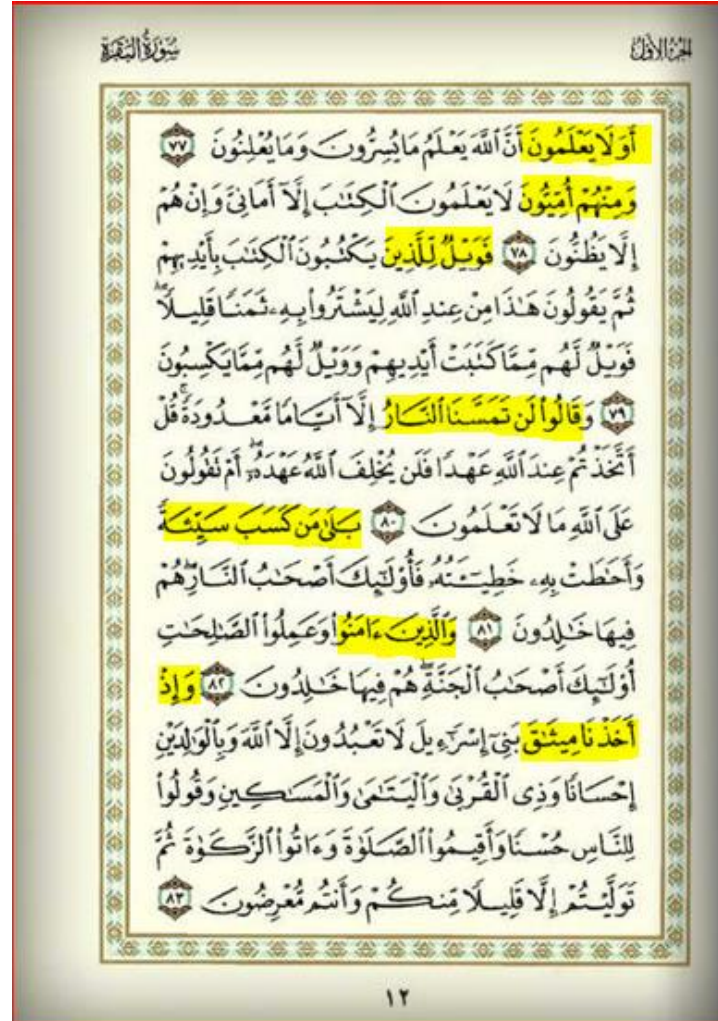 الجزء الأول
سورة البقرة
أَوَلَا يَعْلَمُونَ أَنَّ ٱللَّهَ يَعْلَمُ مَا يُسِرُّونَ وَمَا يُعْلِنُونَ ٧٧
وَمِنْهُمْ أُمِّيُّونَ لَا يَعْلَمُونَ ٱلْكِتَٰبَ إِلَّآ أَمَانِىَّ وَإِنْ هُمْ
إِلَّا يَظُنُّونَ ٧٨ فَوَيْلٌ لِّلَّذِينَ يَكْتُبُونَ ٱلْكِتَٰبَ بِأَيْدِيهِمْ
ثُمَّ يَقُولُونَ هَٰذَا مِنْ عِندِ ٱللَّهِ لِيَشْتَرُوا۟ بِهِۦ ثَمَنًا قَلِيلًا ۖ
فَوَيْلٌ لَّهُم مِّمَّا كَتَبَتْ أَيْدِيهِمْ وَوَيْلٌ لَّهُم مِّمَّا يَكْسِبُونَ
٧٩ وَقَالُوا۟ لَن تَمَسَّنَا ٱلنَّارُ إِلَّآ أَيَّامًا مَّعْدُودَةً ۚ قُلْ
أَتَّخَذْتُمْ عِندَ ٱللَّهِ عَهْدًا فَلَن يُخْلِفَ ٱللَّهُ عَهْدَهُۥٓ ۖ أَمْ تَقُولُونَ
عَلَى ٱللَّهِ مَا لَا تَعْلَمُونَ ٨٠ بَلَىٰ مَن كَسَبَ سَيِّئَةً
وَأَحَٰطَتْ بِهِۦ خَطِيٓـَٔتُهُۥ فَأُو۟لَٰٓئِكَ أَصْحَٰبُ ٱلنَّارِ ۖ هُمْ
فِيهَا خَٰلِدُونَ ٨١ وَٱلَّذِينَ ءَامَنُوا۟ وَعَمِلُوا۟ ٱلصَّٰلِحَٰتِ
أُو۟لَٰٓئِكَ أَصْحَٰبُ ٱلْجَنَّةِ ۖ هُمْ فِيهَا خَٰلِدُونَ ٨٢ وَإِذْ
أَخَذْنَا مِيثَٰقَ بَنِىٓ إِسْرَٰٓءِيلَ لَا تَعْبُدُونَ إِلَّا ٱللَّهَ وَبِٱلْوَٰلِدَيْنِ
إِحْسَانًا وَذِى ٱلْقُرْبَىٰ وَٱلْيَتَٰمَىٰ وَٱلْمَسَٰكِينِ وَقُولُوا۟
لِلنَّاسِ حُسْنًا وَأَقِيمُوا۟ ٱلصَّلَوٰةَ وَءَاتُوا۟ ٱلزَّكَوٰةَ ثُمَّ
تَوَلَّيْتُمْ إِلَّا قَلِيلًا مِّنكُمْ وَأَنتُم مُّعْرِضُونَ ٨٣
١٢